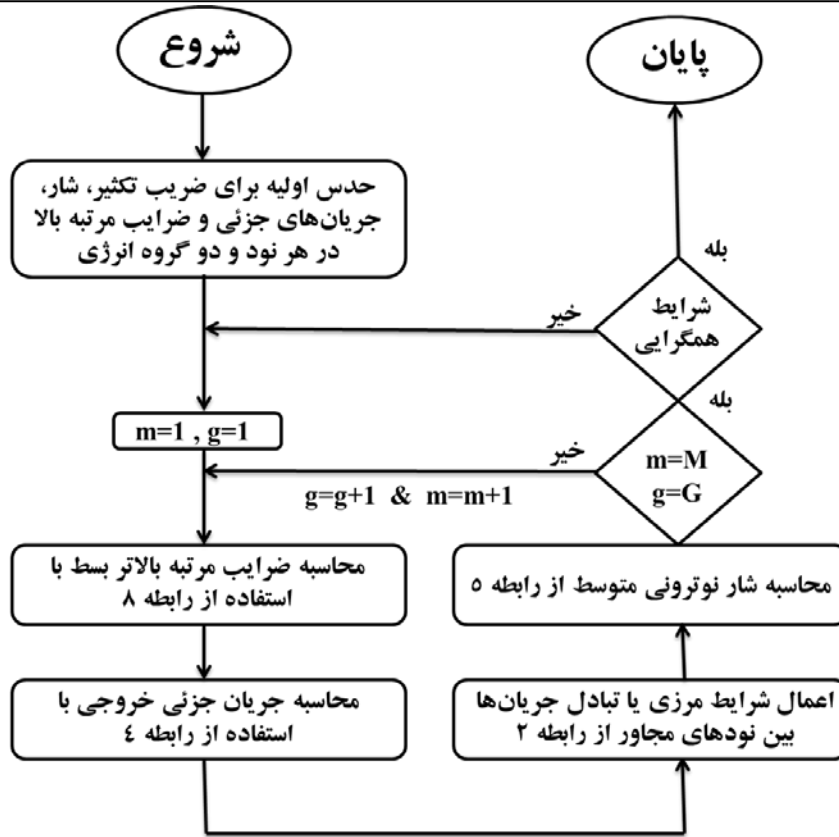 شروع
حدس اولیه برای ضریب تکثیر، شار،
جریان‌های جزئی و ضرایب مرتبه بالا
در هر نود و دو گروه انرژی
m=1 , g=1
محاسبه ضرایب مرتبه بالاتر بسط با
استفاده از رابطه ۸
محاسبه جریان جزئی خروجی با
استفاده از رابطه ٤
اعمال شرایط مرزی یا تبادل جریان‌ها
بین نودهای مجاور از رابطه ۲
محاسبه شار نوترونی متوسط از رابطه ٥
m=M
g=G
خیر
g=g+1 & m=m+1
بله
شرایط
همگرایی
خیر
بله
پایان